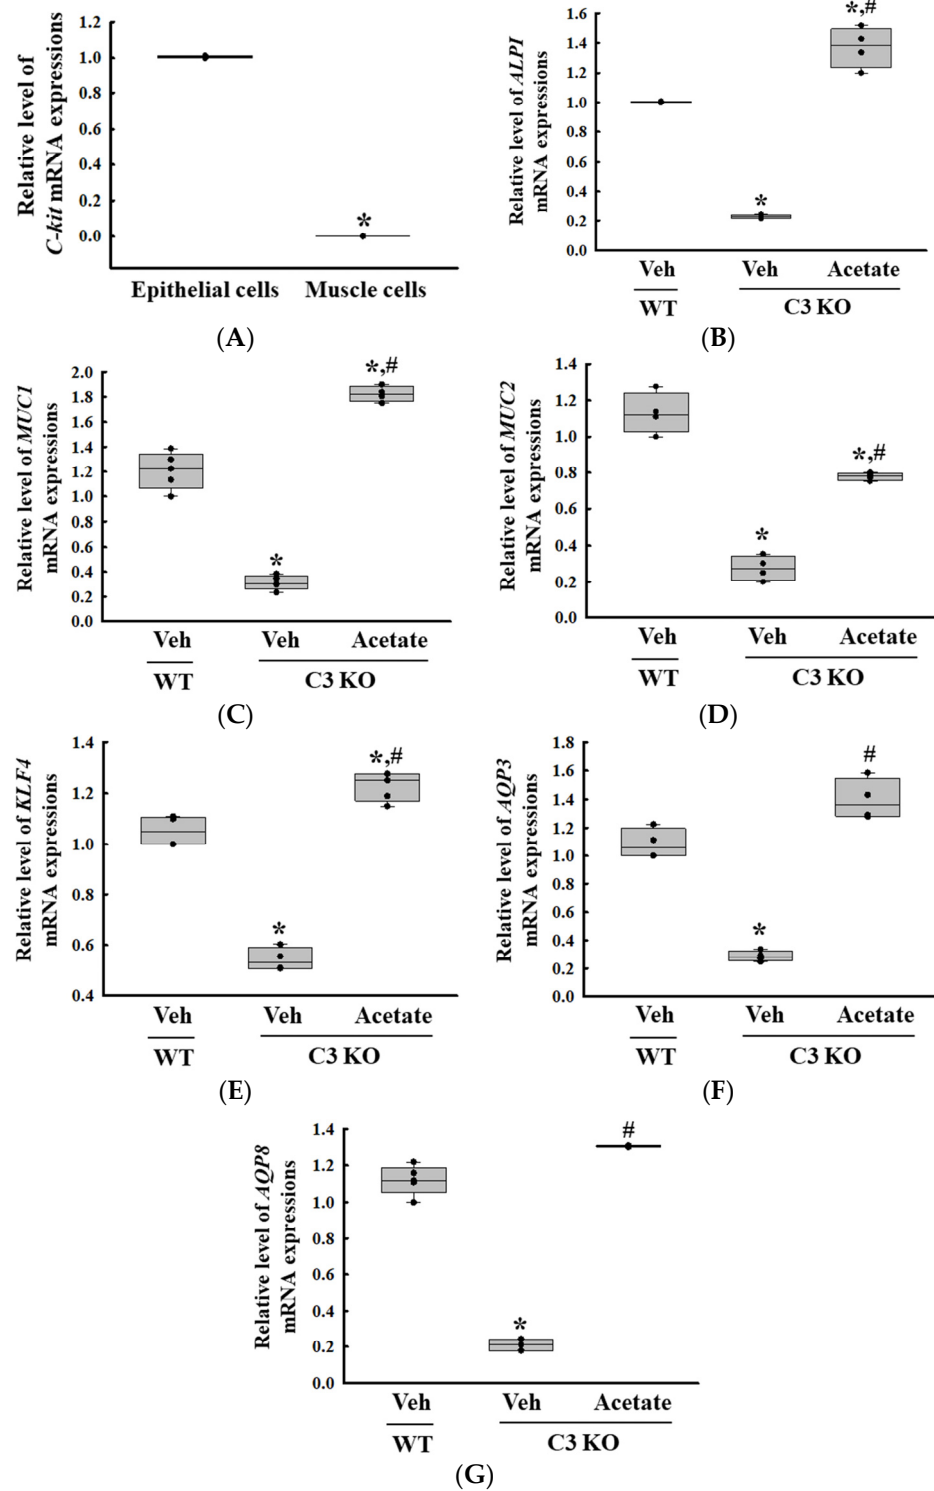 Relative level of
C-kit mRNA expressions
1.2
1.0
0.8
0.6
0.4
0.2
0.0
*
Epithelial cells
Muscle cells
(A)
Relative level of ALPI
mRNA expressions
1.6
1.4
1.2
1.0
0.8
0.6
0.4
0.2
0.0
*
*,#
Veh
Veh
Acetate
WT
C3 KO
(B)
Relative level of MUC1
mRNA expressions
2.0
1.8
1.6
1.4
1.2
1.0
0.8
0.6
0.4
0.2
0.0
*
*,#
Veh
Veh
Acetate
WT
C3 KO
(C)
Relative level of MUC2
mRNA expressions
1.4
1.2
1.0
0.8
0.6
0.4
0.2
0.0
*
*,#
Veh
Veh
Acetate
WT
C3 KO
(D)
Relative level of KLF4
mRNA expressions
1.4
1.2
1.0
0.8
0.6
0.4
*
*,#
Veh
Veh
Acetate
WT
C3 KO
(E)
Relative level of AQP3
mRNA expressions
1.8
1.6
1.4
1.2
1.0
0.8
0.6
0.4
0.2
0.0
*
#
Veh
Veh
Acetate
WT
C3 KO
(F)
Relative level of AQP8
mRNA expressions
1.4
1.2
1.0
0.8
0.6
0.4
0.2
0.0
*
#
Veh
Veh
Acetate
WT
C3 KO
(G)